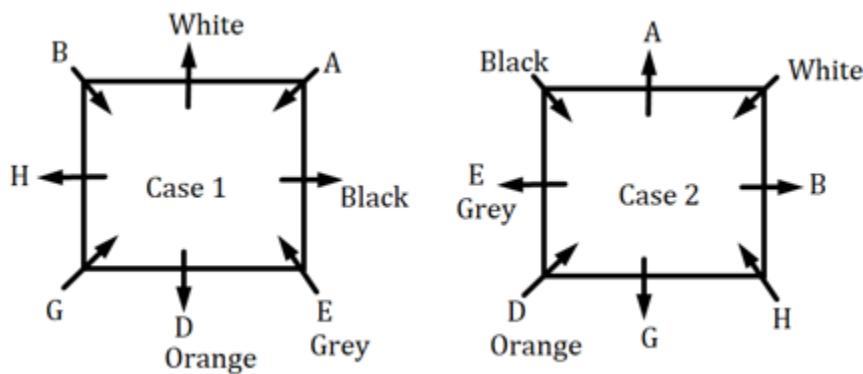 White
B
A
H
Case 1
Black
G
D
Orange
E
Grey
A
Black
White
E
Grey
Case 2
B
D
Orange
G
H